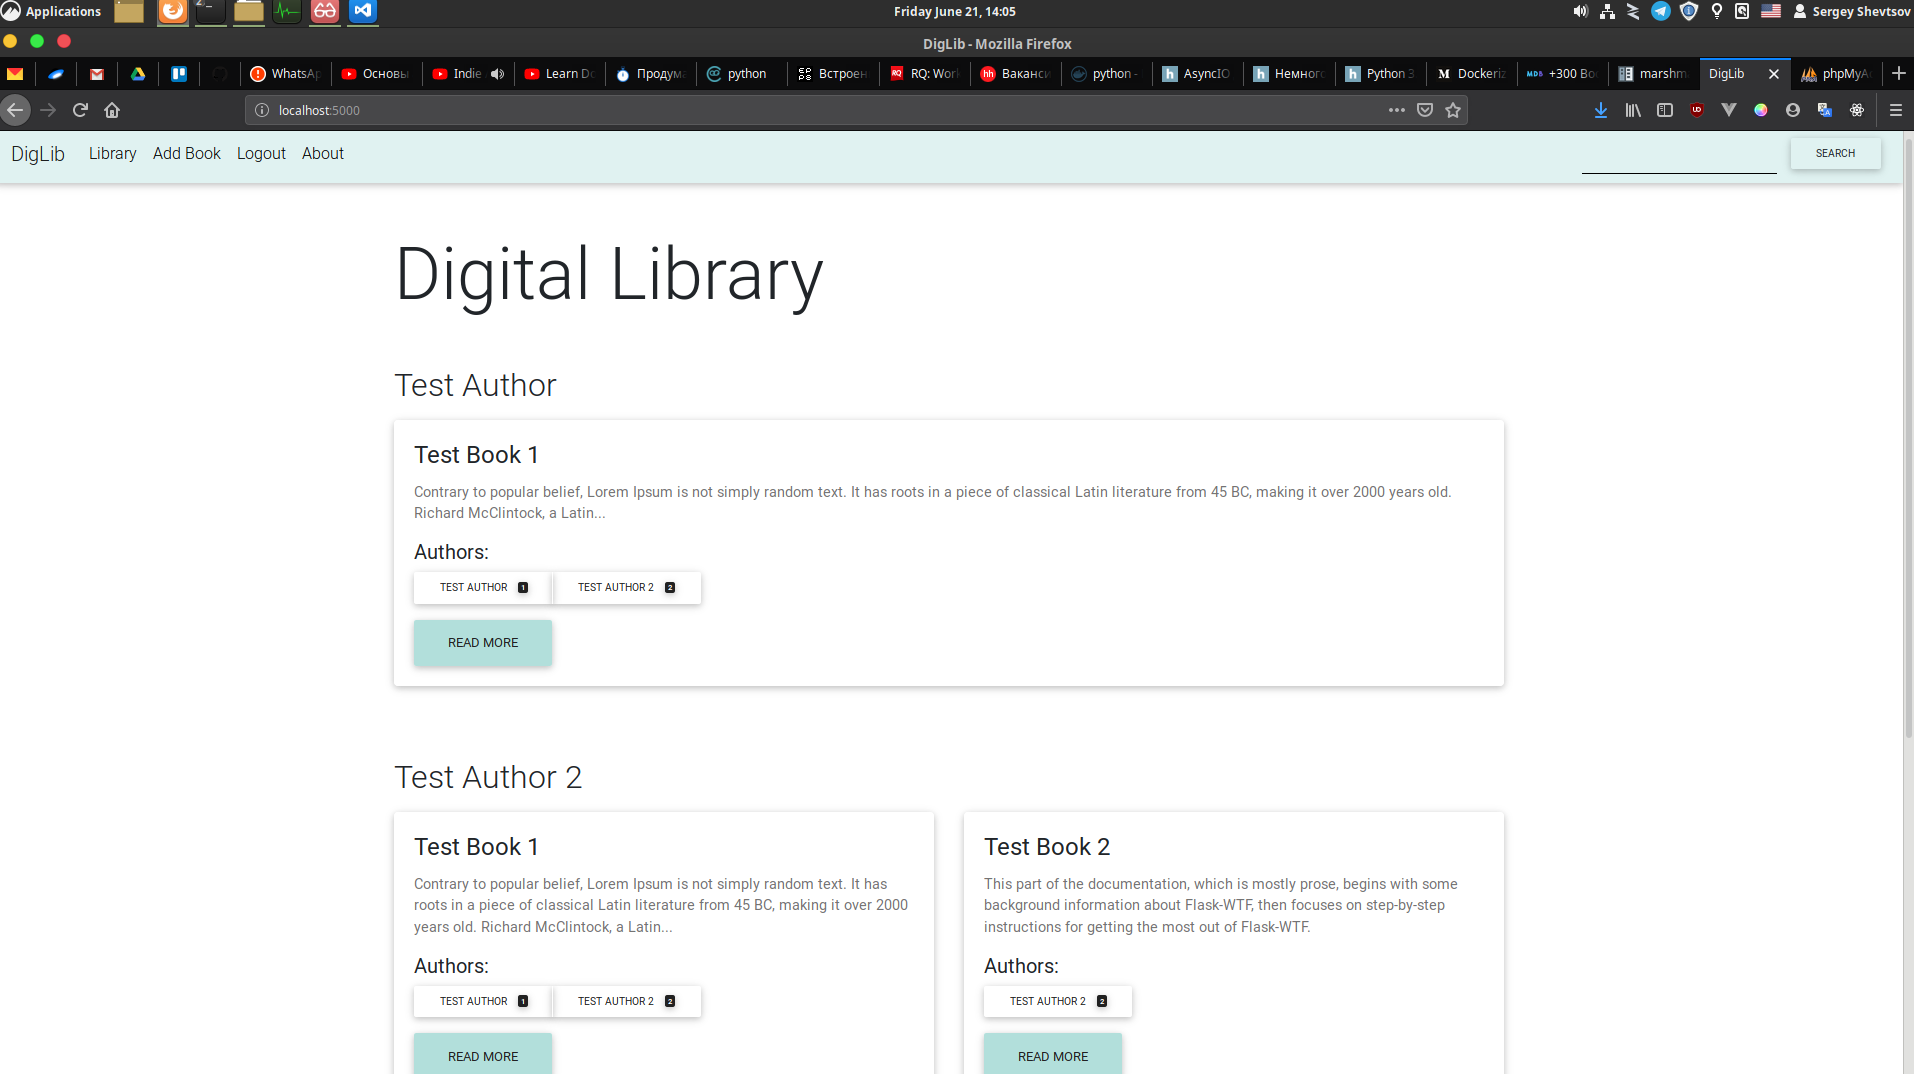 Applications
Friday June 21, 14:05
Sergey Shevtsov
DigLib - Mozilla Firefox
WhatsAp
Основы
Indie
Learn Do
Продума
python
Встроен
RQ: Work
Ваканси
python -
AsyncIO
Немного
Python 3
Dockeriz
+300 Boo
marshm
DigLib
phpMyA
localhost:5000
DigLib Library Add Book Logout About
SEARCH
Digital Library
Test Author
Test Book 1
Contrary to popular belief, Lorem Ipsum is not simply random text. It has roots in a piece of classical Latin literature from 45 BC, making it over 2000 years old.
Richard McClintock, a Latin...
Authors:
TEST AUTHOR 1 TEST AUTHOR 2 2
READ MORE
Test Author 2
Test Book 1
Contrary to popular belief, Lorem Ipsum is not simply random text. It has
roots in a piece of classical Latin literature from 45 BC, making it over 2000
years old. Richard McClintock, a Latin...
Authors:
TEST AUTHOR 1 TEST AUTHOR 2 2
READ MORE
Test Book 2
This part of the documentation, which is mostly prose, begins with some
background information about Flask-WTF, then focuses on step-by-step
instructions for getting the most out of Flask-WTF.
Authors:
TEST AUTHOR 2 2
READ MORE